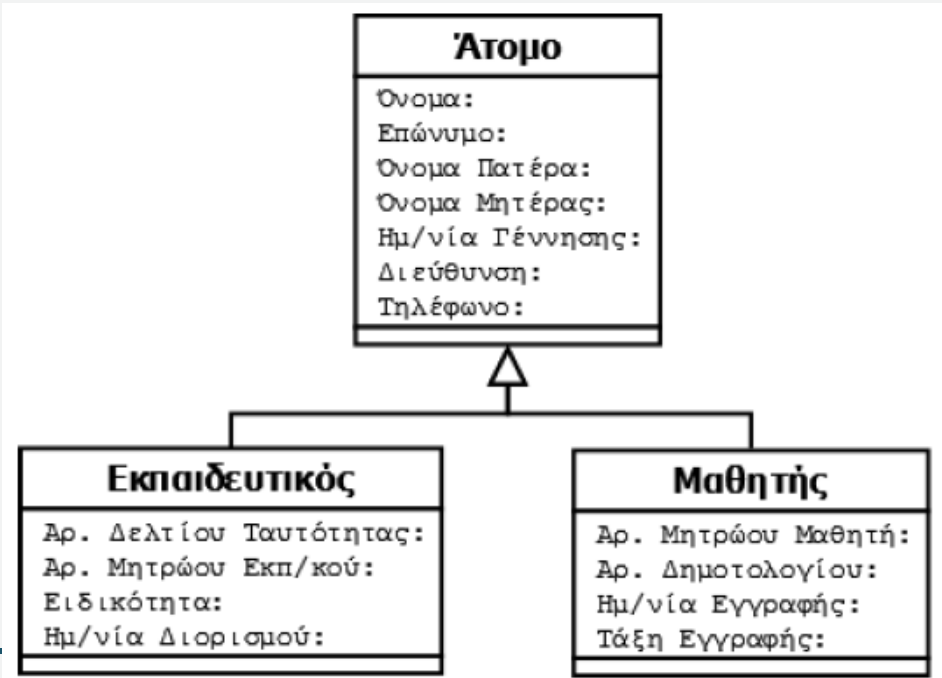 Άτομο
Όνομα:
Επώνυμο:
Όνομα Πατέρα:
Όνομα Μητέρας:
Ημ/νία Γέννησης:
Διεύθυνση:
Τηλέφωνο:
Εκπαιδευτικός
Αρ. Δελτίου Ταυτότητας:
Αρ. Μητρώου Εκπ/κού:
Ειδικότητα:
Ημ/νία Διορισμού:
Μαθητής
Αρ. Μητρώου Μαθητή:
Αρ. Δημοτολογίου:
Ημ/νία Εγγραφής:
Τάξη Εγγραφής: